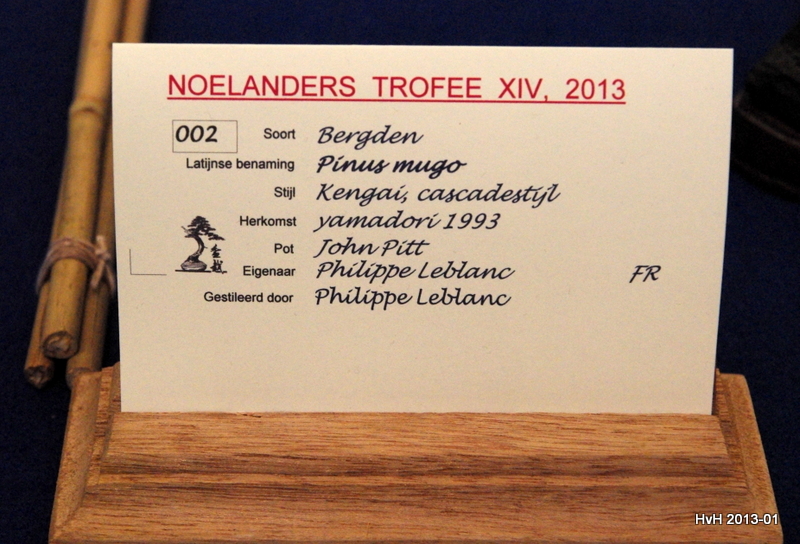 NOELANDERS TROFEE XIV, 2013
002 Soort Bergden
Latijnse benaming Pinus mugo
Stijl Kengai, cascadestijl
Herkomst yamadori 1993
Pot John Pitt
Eigenaar Philippe Leblanc FR
Gestileerd door Philippe Leblanc
HvH 2013-01